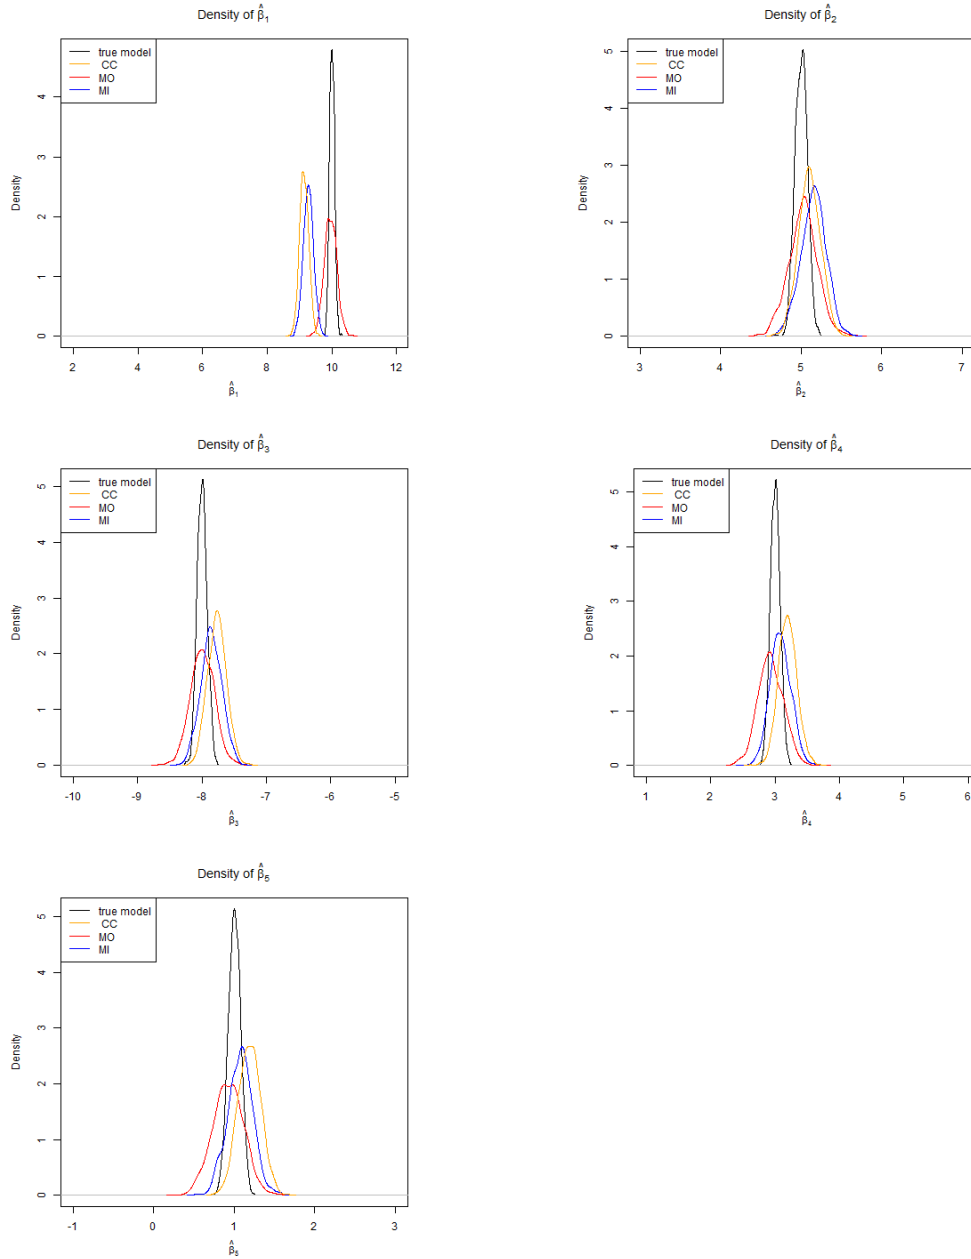 Density of β̂₁
true model
CC
MO
MI
Density
0
1
2
3
4
2 4 6 8 10 12
β̂₁
Density of β̂₂
true model
CC
MO
MI
Density
0
1
2
3
4
5
3 4 5 6 7
β̂₂
Density of β̂₃
true model
CC
MO
MI
Density
0
1
2
3
4
5
-10 -9 -8 -7 -6 -5
β̂₃
Density of β̂₄
true model
CC
MO
MI
Density
0
1
2
3
4
5
1 2 3 4 5 6
β̂₄
Density of β̂₅
true model
CC
MO
MI
Density
0
1
2
3
4
5
-1 0 1 2 3
β̂₅